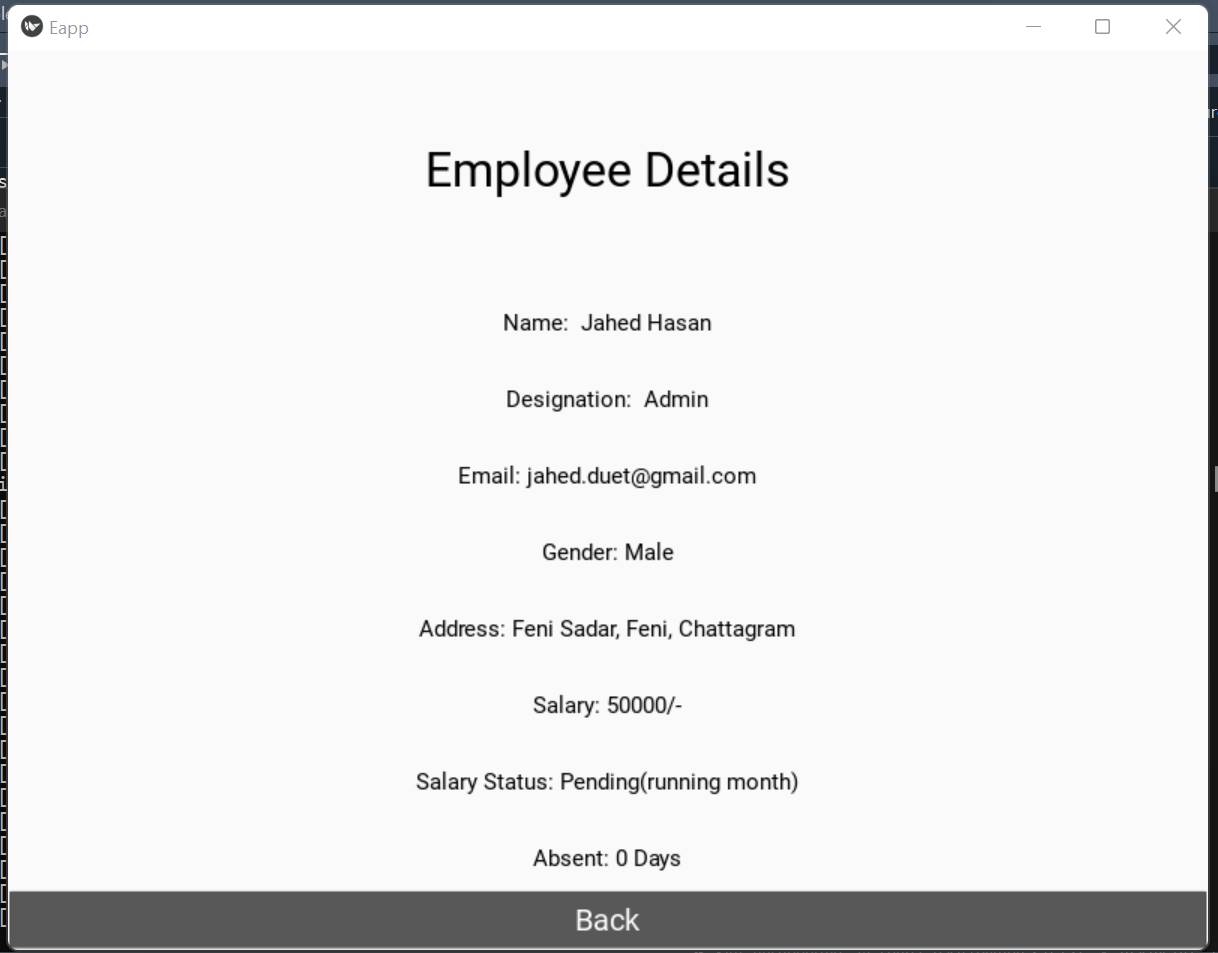 Eapp
Employee Details
Name:  Jahed Hasan
Designation:  Admin
Email: jahed.duet@gmail.com
Gender: Male
Address: Feni Sadar, Feni, Chattagram
Salary: 50000/-
Salary Status: Pending(running month)
Absent: 0 Days
Back